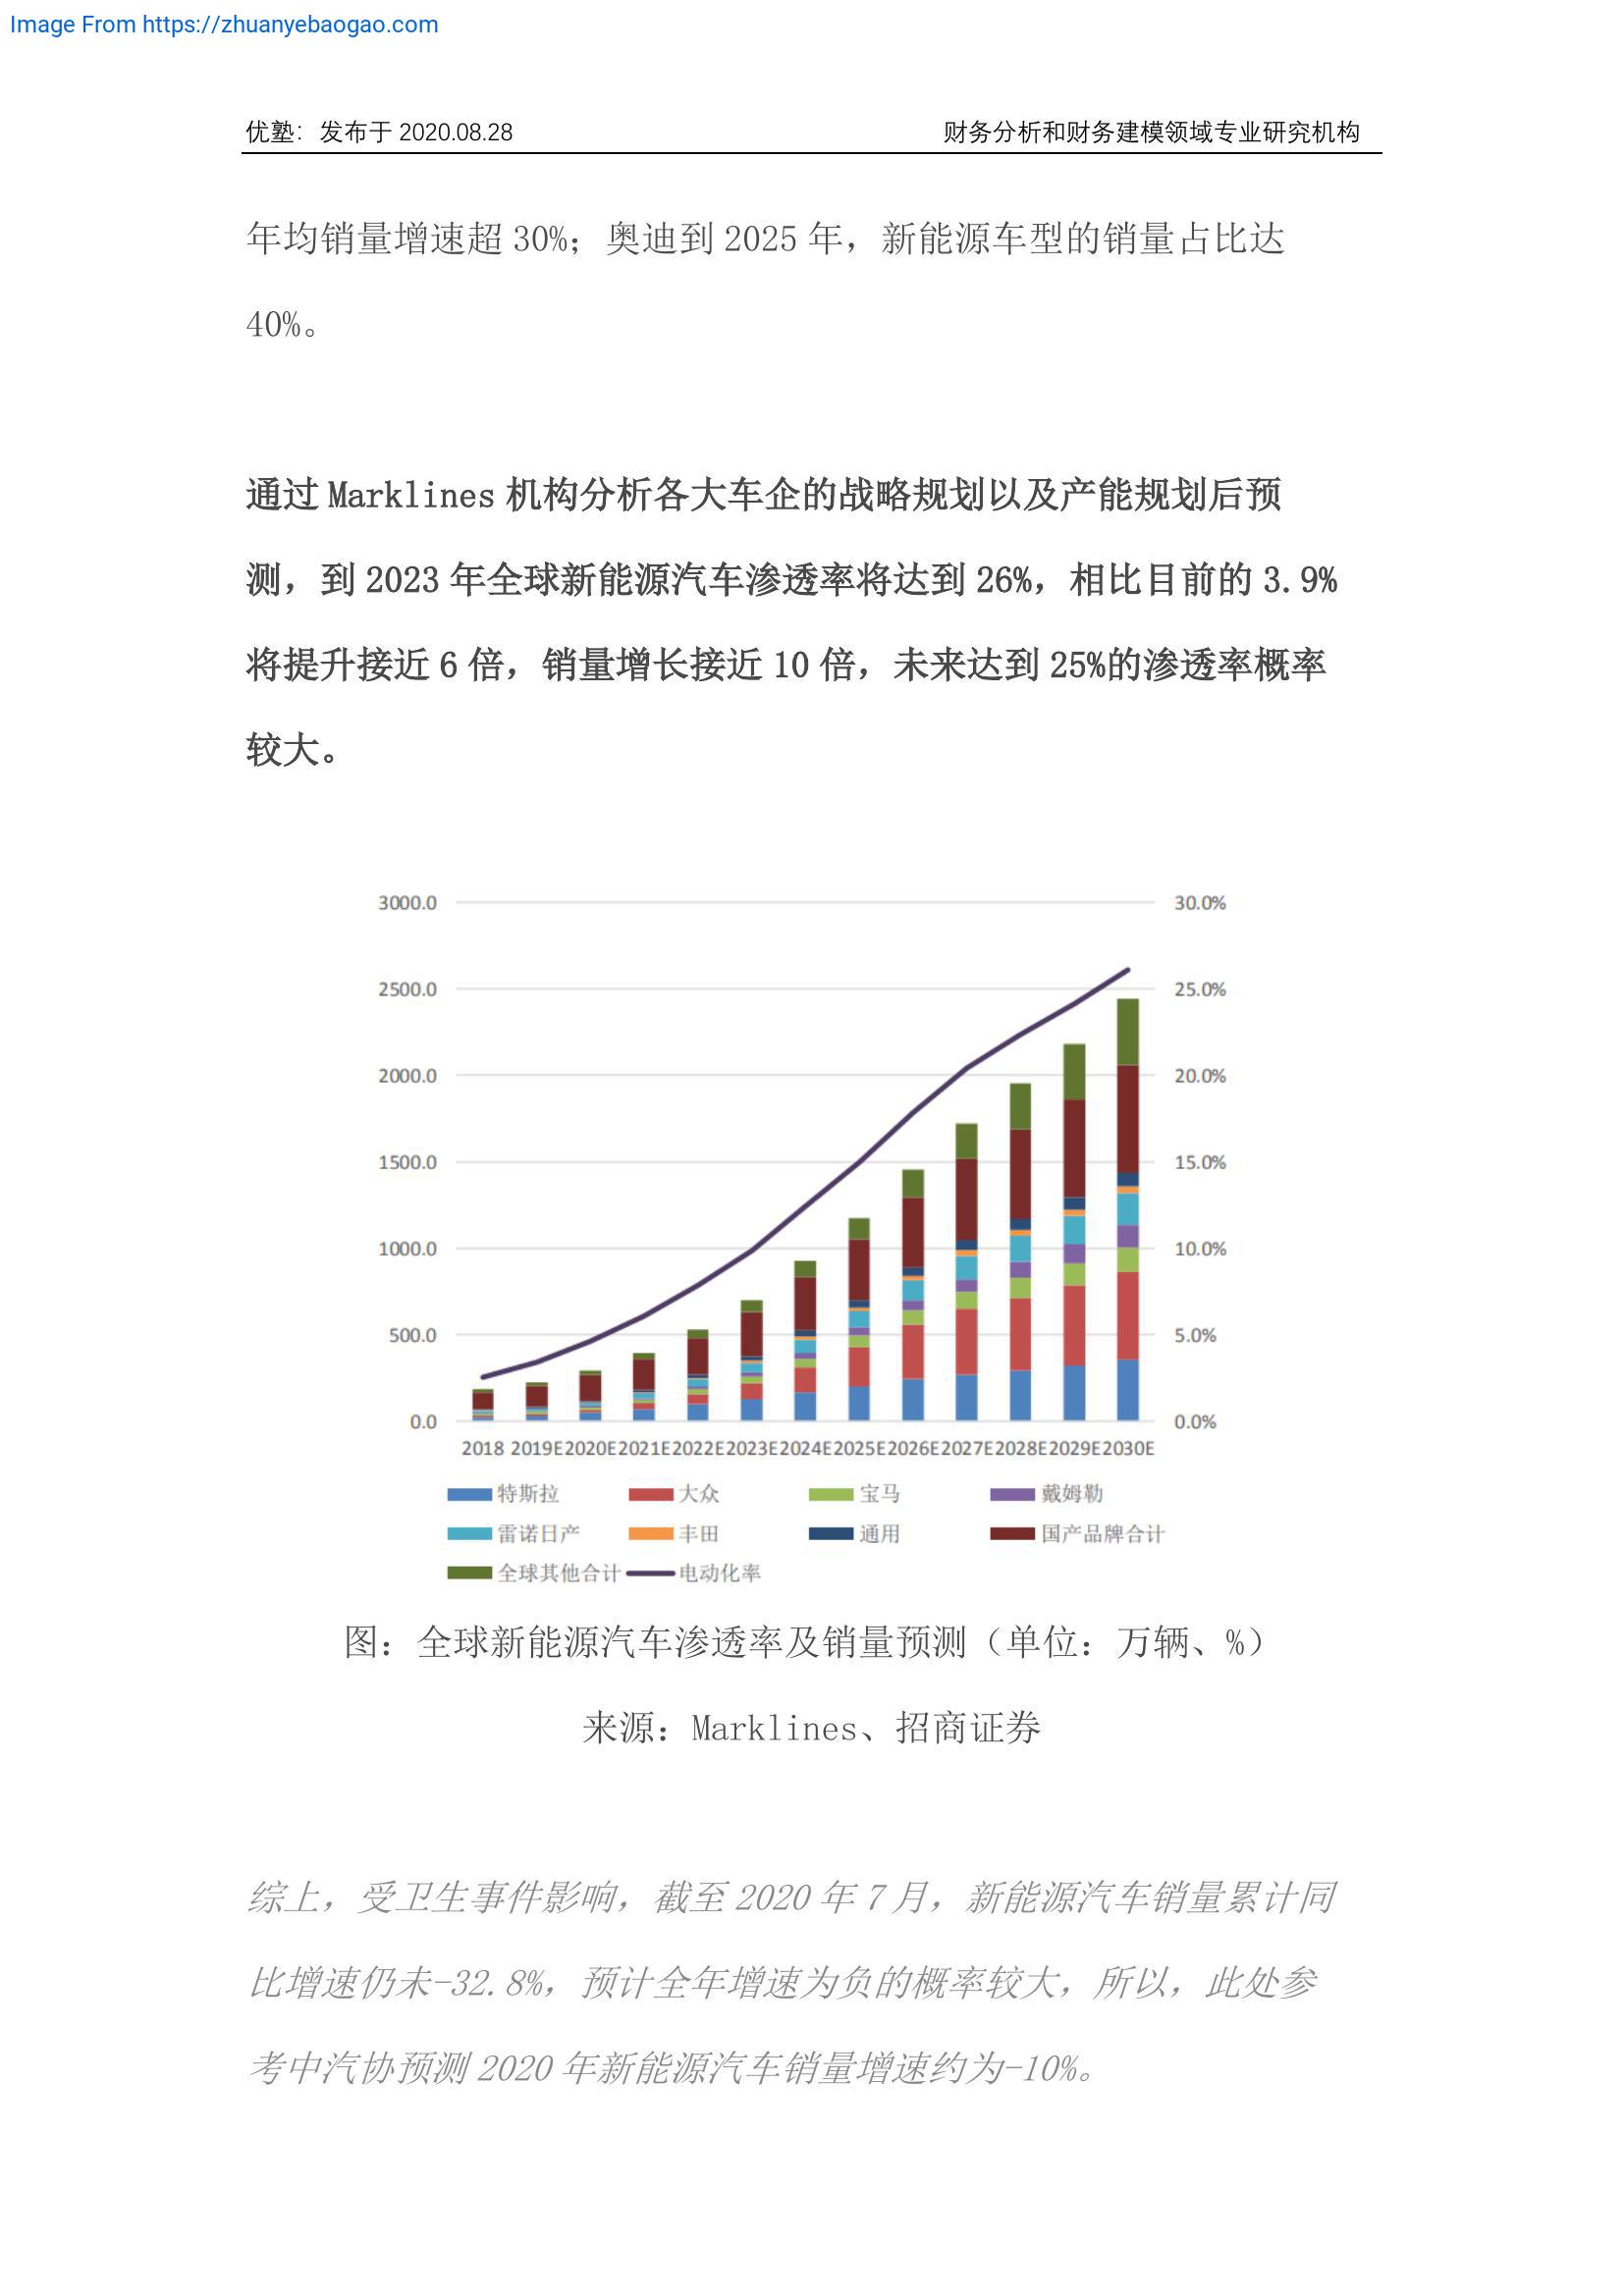 Image From https://zhuanyebaogao.com
优塾：发布于 2020.08.28 财务分析和财务建模领域专业研究机构
年均销量增速超 30%；奥迪到 2025 年，新能源车型的销量占比达
40%。
通过 Marklines 机构分析各大车企的战略规划以及产能规划后预
测，到 2023 年全球新能源汽车渗透率将达到 26%，相比目前的 3.9%
将提升接近 6 倍，销量增长接近 10 倍，未来达到 25%的渗透率概率
较大。
3000.0 30.0%
2500.0 25.0%
2000.0 20.0%
1500.0 15.0%
1000.0 10.0%
500.0 5.0%
0.0 0.0%
2018 2019E 2020E 2021E 2022E 2023E 2024E 2025E 2026E 2027E 2028E 2029E 2030E
特斯拉 大众 宝马 戴姆勒
雷诺日产 丰田 通用 国产品牌合计
全球其他合计 电动化率
图：全球新能源汽车渗透率及销量预测（单位：万辆、%）
来源：Marklines、招商证券
综上，受卫生事件影响，截至 2020 年 7 月，新能源汽车销量累计同
比增速仍未-32.8%，预计全年增速为负的概率较大，所以，此处参
考中汽协预测 2020 年新能源汽车销量增速约为-10%。